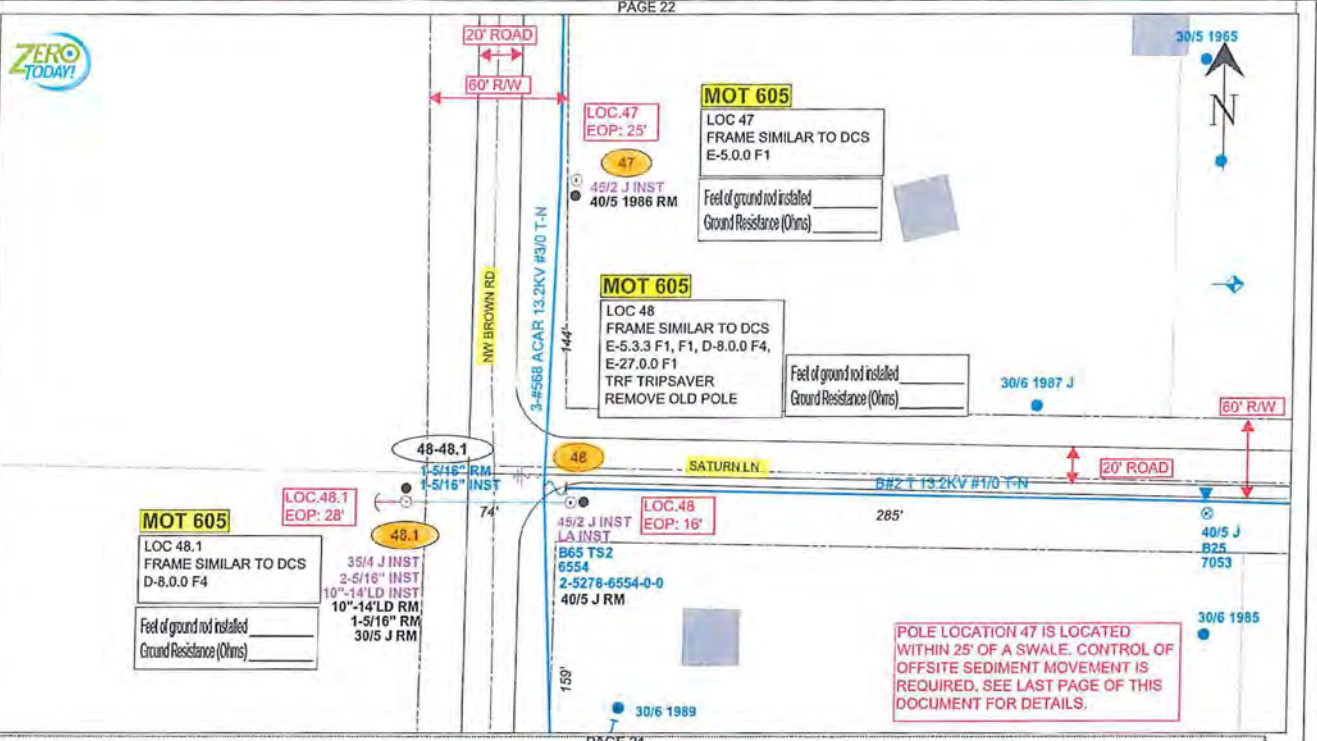 PAGE 22
ZERO
TODAY!
20' ROAD
60' R/W
30/5 1965
N
LOC.47
EOP: 25'
47
45/2 J INST
40/5 1986 RM
MOT 605
LOC 47
FRAME SIMILAR TO DCS
E-5.0.0 F1
Feet of ground rod installed
Ground Resistance (Ohms)
3-#568 ACAR 13.2KV #3/0 T-N
NW BROWN RD
144'
MOT 605
LOC 48
FRAME SIMILAR TO DCS
E-5.3.3 F1, F1, D-8.0.0 F4,
E-27.0.0 F1
TRF TRIPSAVER
REMOVE OLD POLE
Feet of ground rod installed
Ground Resistance (Ohms)
30/6 1987 J
60' R/W
48-48.1
1-5/16" RM
1-5/16" INST
48
SATURN LN
20' ROAD
B#2 T 13.2KV #1/0 T-N
LOC.48.1
EOP: 28'
74'
LOC.48
EOP: 16'
285'
MOT 605
LOC 48.1
FRAME SIMILAR TO DCS
D-8.0.0 F4
Feet of ground rod installed
Ground Resistance (Ohms)
48.1
35/4 J INST
2-5/16" INST
10"-14'LD INST
10"-14'LD RM
1-5/16" RM
30/5 J RM
45/2 J INST
LA INST
B65 TS2
6554
2-5278-6554-0-0
40/5 J RM
40/5 J
B25
7053
30/6 1985
159'
30/6 1989
POLE LOCATION 47 IS LOCATED
WITHIN 25' OF A SWALE. CONTROL OF
OFFSITE SEDIMENT MOVEMENT IS
REQUIRED. SEE LAST PAGE OF THIS
DOCUMENT FOR DETAILS.